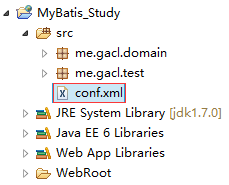 MyBatis_Study
src
me.gacl.domain
me.gacl.test
conf.xml
JRE System Library [jdk1.7.0]
Java EE 6 Libraries
Web App Libraries
WebRoot